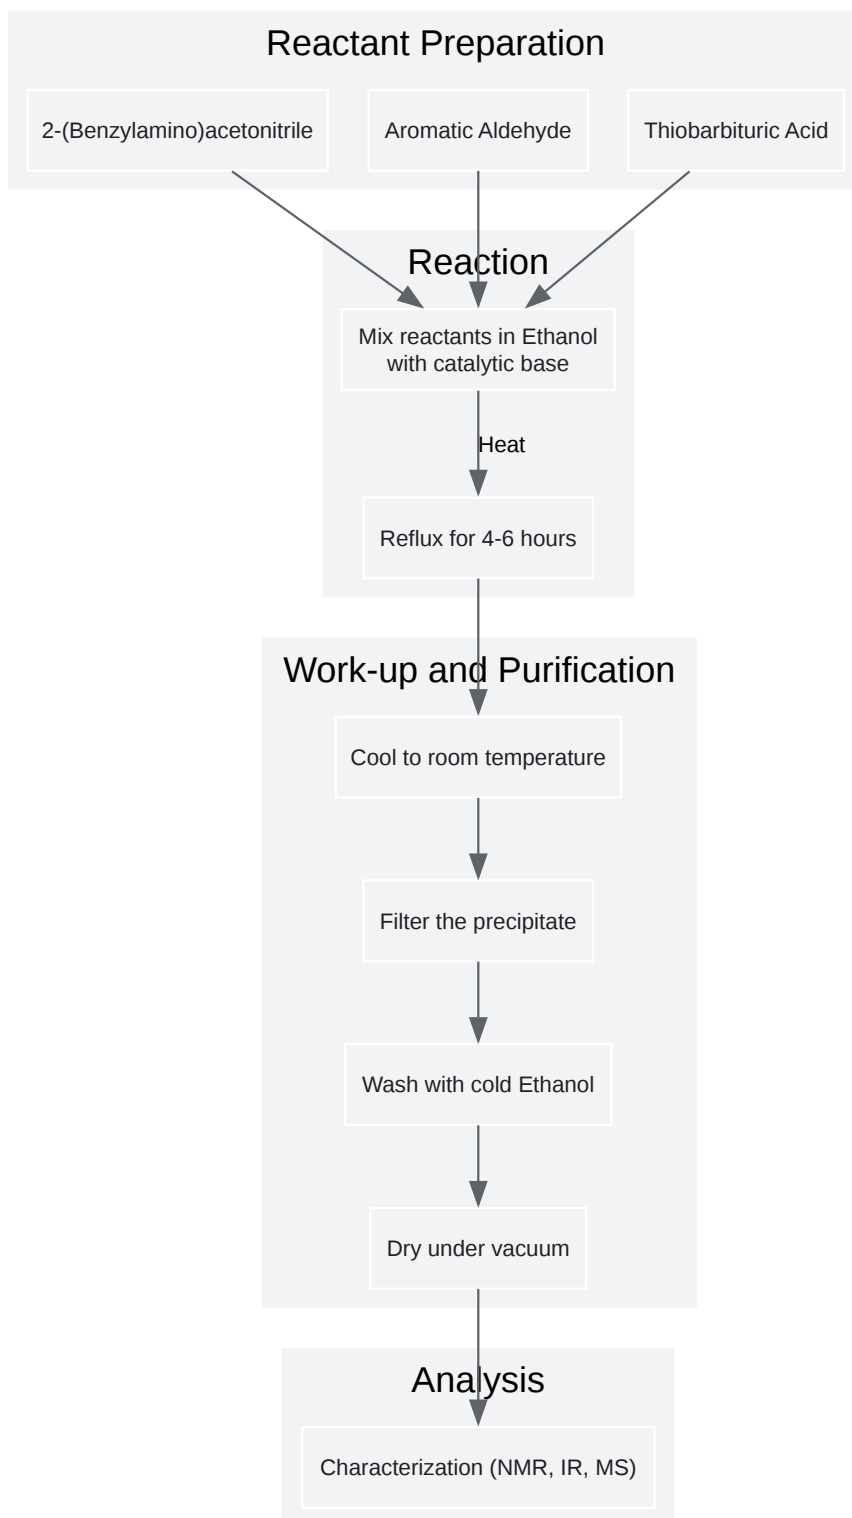 Reactant Preparation
2-(Benzylamino)acetonitrile
Aromatic Aldehyde
Thiobarbituric Acid
Reaction
Mix reactants in Ethanol
with catalytic base
Heat
Reflux for 4-6 hours
Work-up and Purification
Cool to room temperature
Filter the precipitate
Wash with cold Ethanol
Dry under vacuum
Analysis
Characterization (NMR, IR, MS)